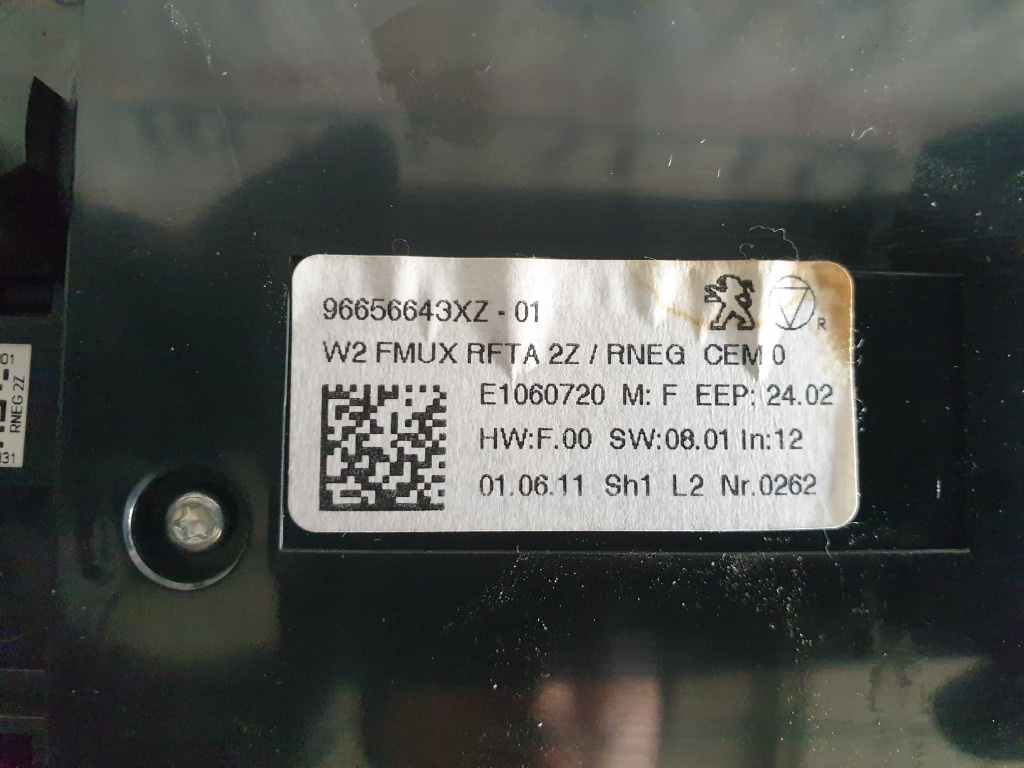 96656643XZ - 01
R
W2 FMUX RFTA 2Z / RNEG CEM 0
E1060720 M: F EEP: 24.02
HW:F.00 SW:08.01 In:12
01.06.11 Sh1 L2 Nr.0262
RNEG 2Z